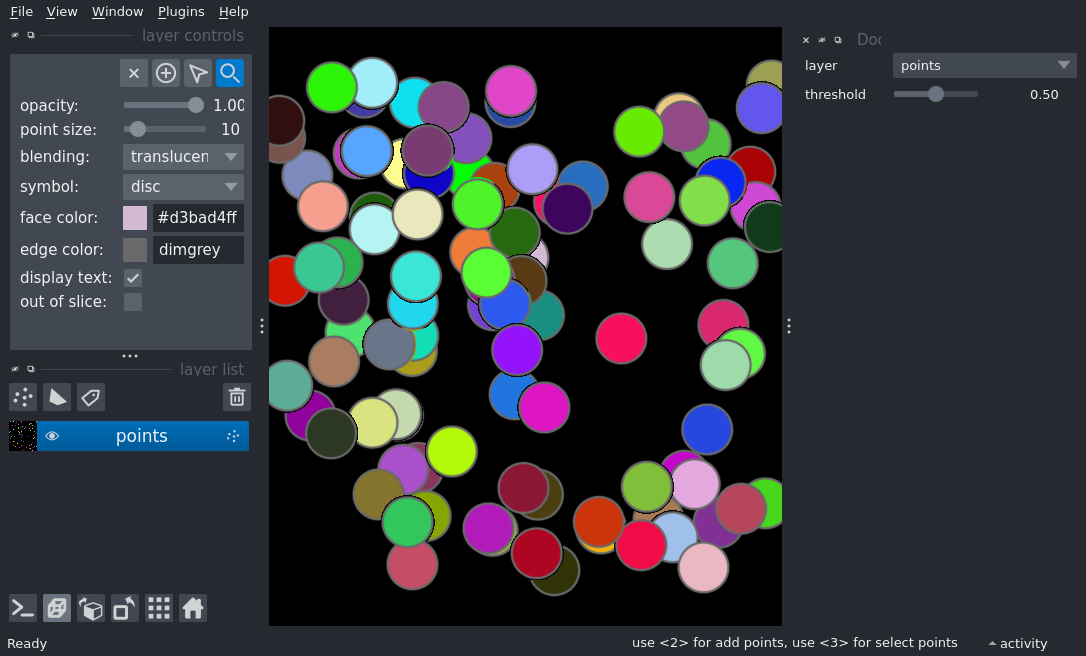 File View Window Plugins Help
layer controls
opacity: 1.00
point size: 10
blending: translucen
symbol: disc
face color: #d3bad4ff
edge color: dimgrey
display text:
out of slice:
layer list
points
Doc
layer points
threshold 0.50
Ready
use <2> for add points, use <3> for select points
activity